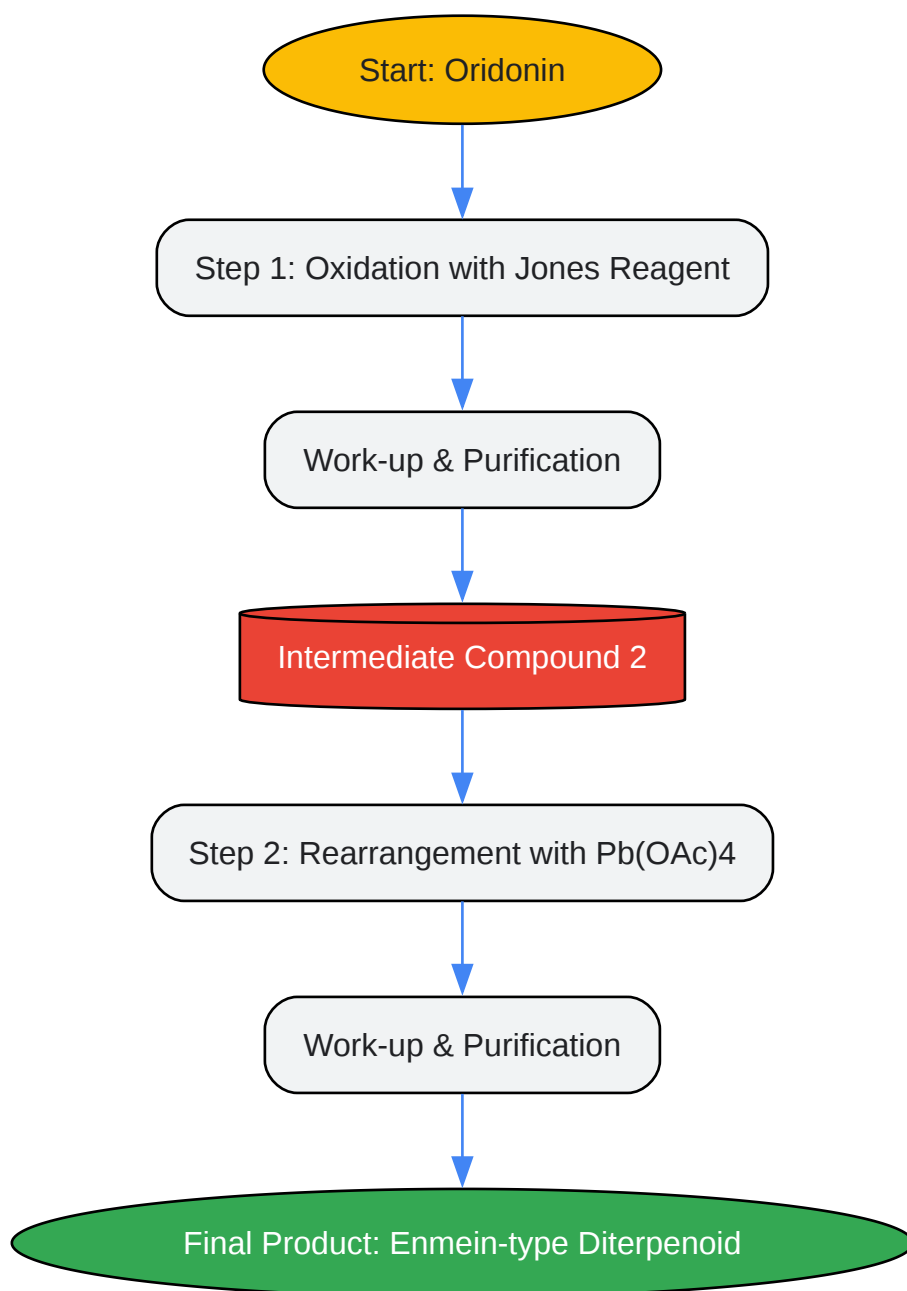 Start: Oridonin
Step 1: Oxidation with Jones Reagent
Work-up & Purification
Intermediate Compound 2
Step 2: Rearrangement with Pb(OAc)4
Work-up & Purification
Final Product: Enmein-type Diterpenoid